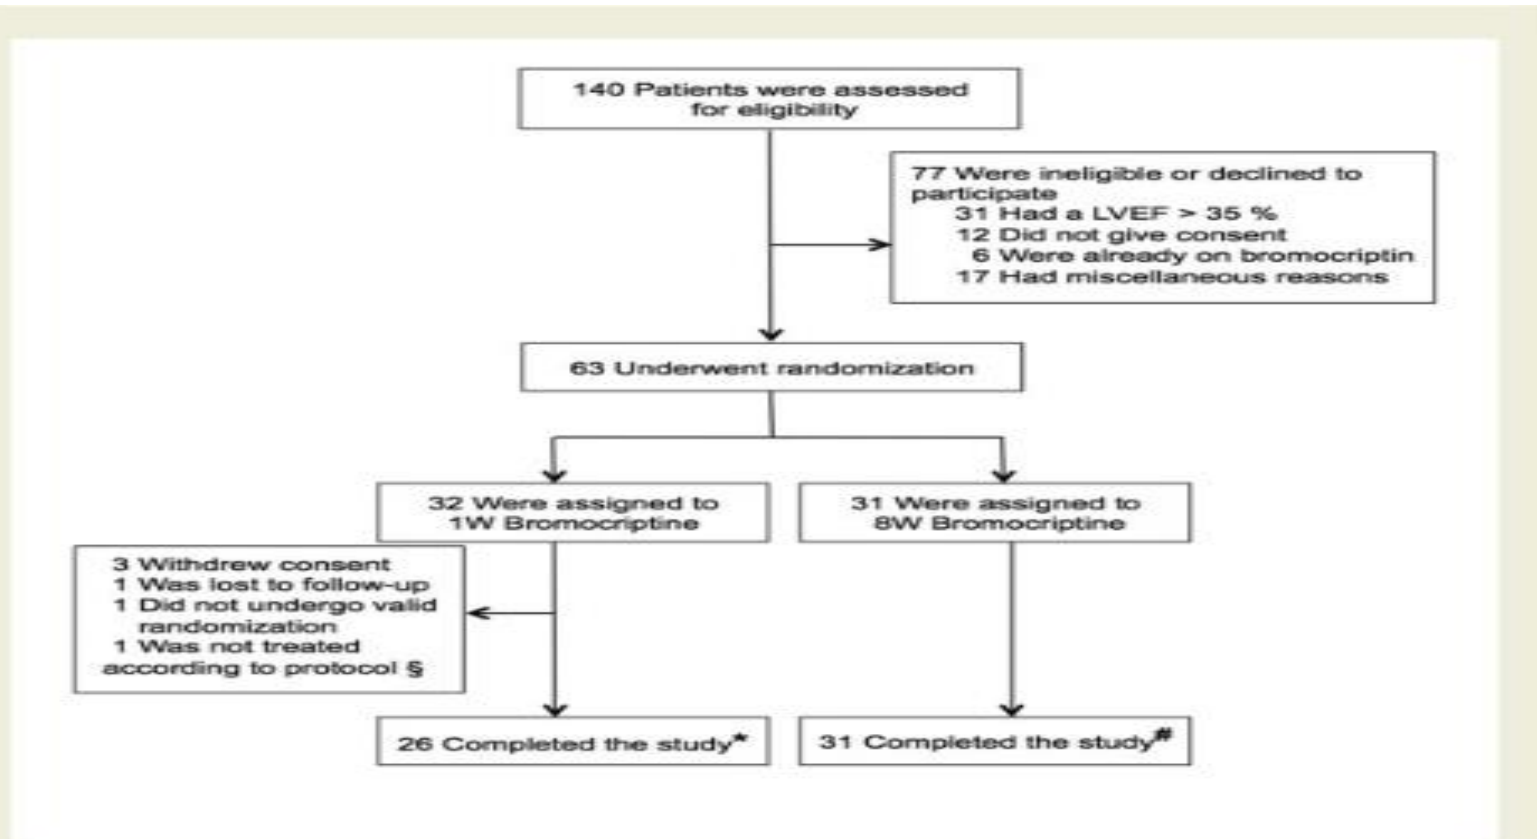 140 Patients were assessed
for eligibility
77 Were ineligible or declined to
participate
31 Had a LVEF > 35 %
12 Did not give consent
6 Were already on bromocriptin
17 Had miscellaneous reasons
63 Underwent randomization
32 Were assigned to
1W Bromocriptine
31 Were assigned to
8W Bromocriptine
3 Withdrew consent
1 Was lost to follow-up
1 Did not undergo valid
randomization
1 Was not treated
according to protocol §
26 Completed the study*
31 Completed the study#